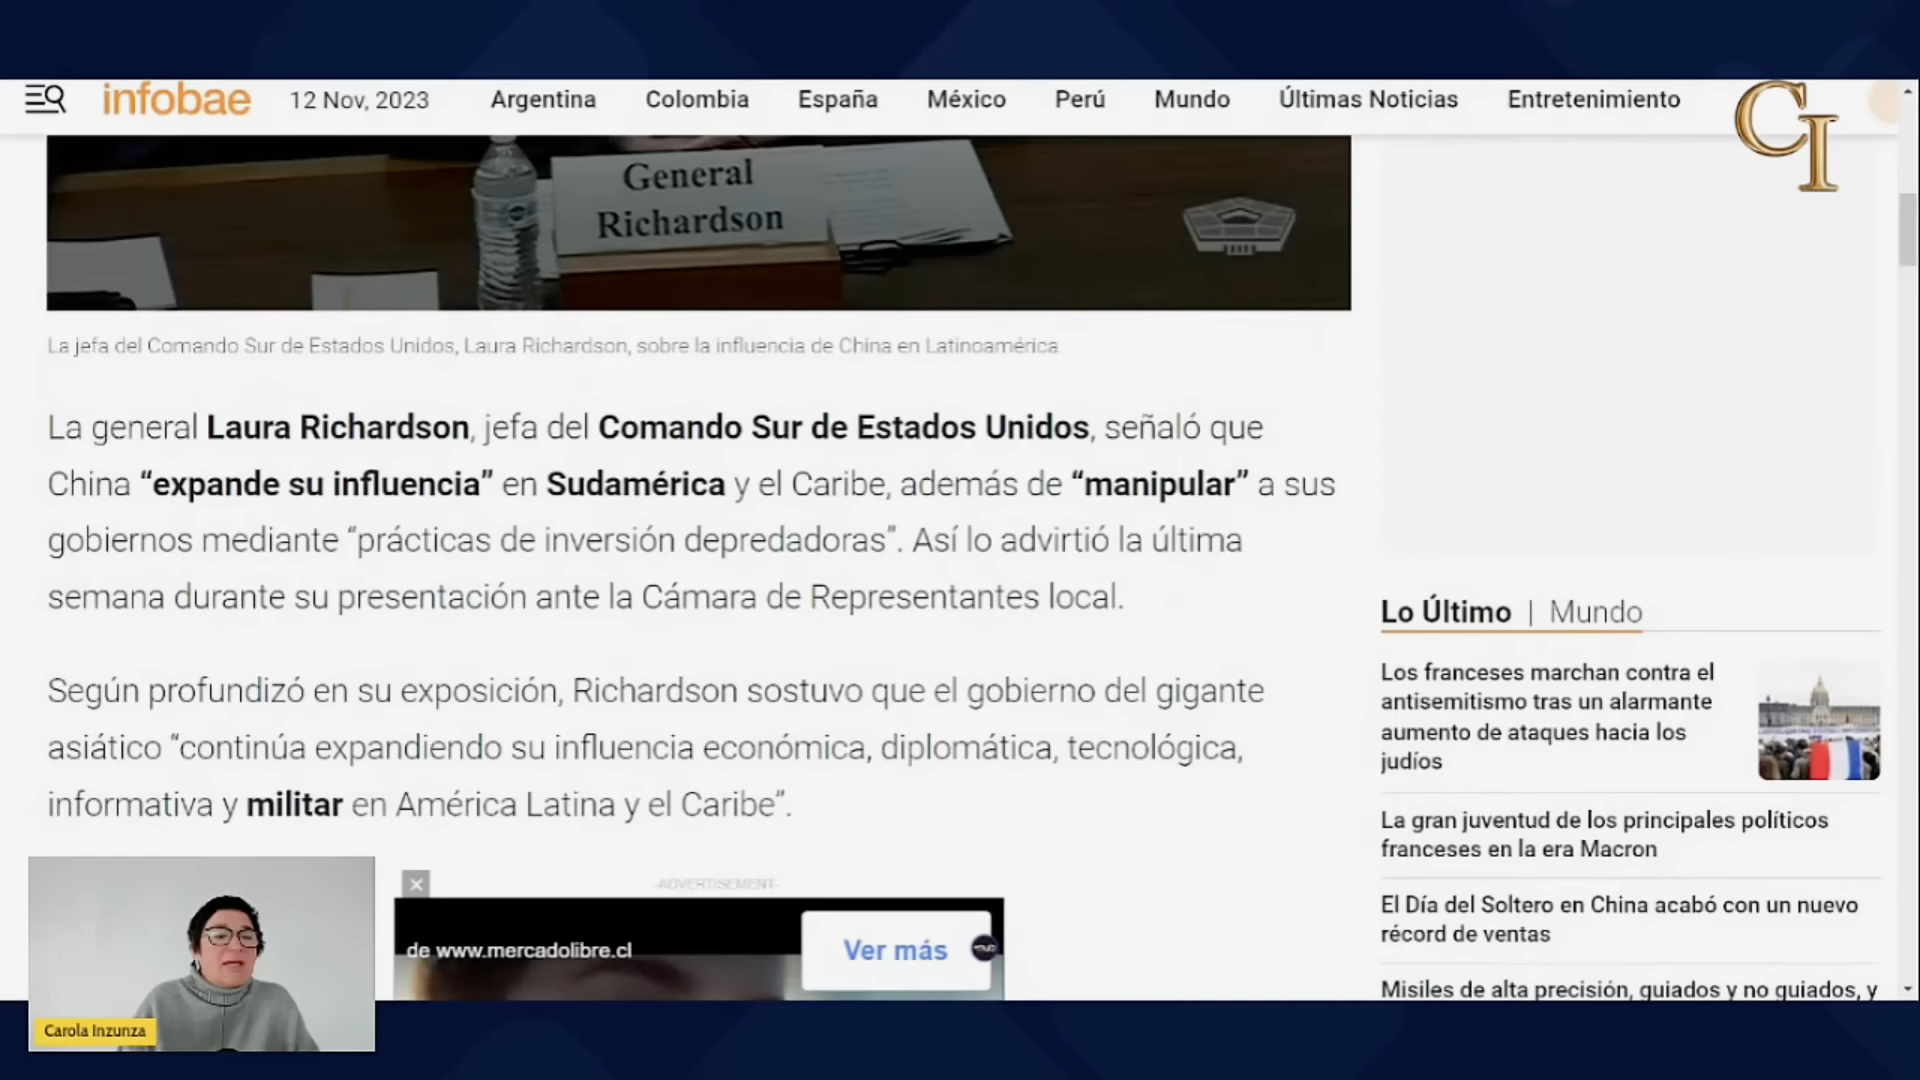 infobae
12 Nov, 2023
Argentina
Colombia
España
México
Perú
Mundo
Últimas Noticias
Entretenimiento
CI
General
Richardson
La jefa del Comando Sur de Estados Unidos, Laura Richardson, sobre la influencia de China en Latinoamérica
La general Laura Richardson, jefa del Comando Sur de Estados Unidos, señaló que
China “expande su influencia” en Sudamérica y el Caribe, además de “manipular” a sus
gobiernos mediante “prácticas de inversión depredadoras”. Así lo advirtió la última
semana durante su presentación ante la Cámara de Representantes local.
Según profundizó en su exposición, Richardson sostuvo que el gobierno del gigante
asiático “continúa expandiendo su influencia económica, diplomática, tecnológica,
informativa y militar en América Latina y el Caribe”.
-ADVERTISEMENT-
de www.mercadolibre.cl
Ver más
Carola Inzunza
Lo Último | Mundo
Los franceses marchan contra el
antisemitismo tras un alarmante
aumento de ataques hacia los
judíos
La gran juventud de los principales políticos
franceses en la era Macron
El Día del Soltero en China acabó con un nuevo
récord de ventas
Misiles de alta precisión, guiados y no guiados, y